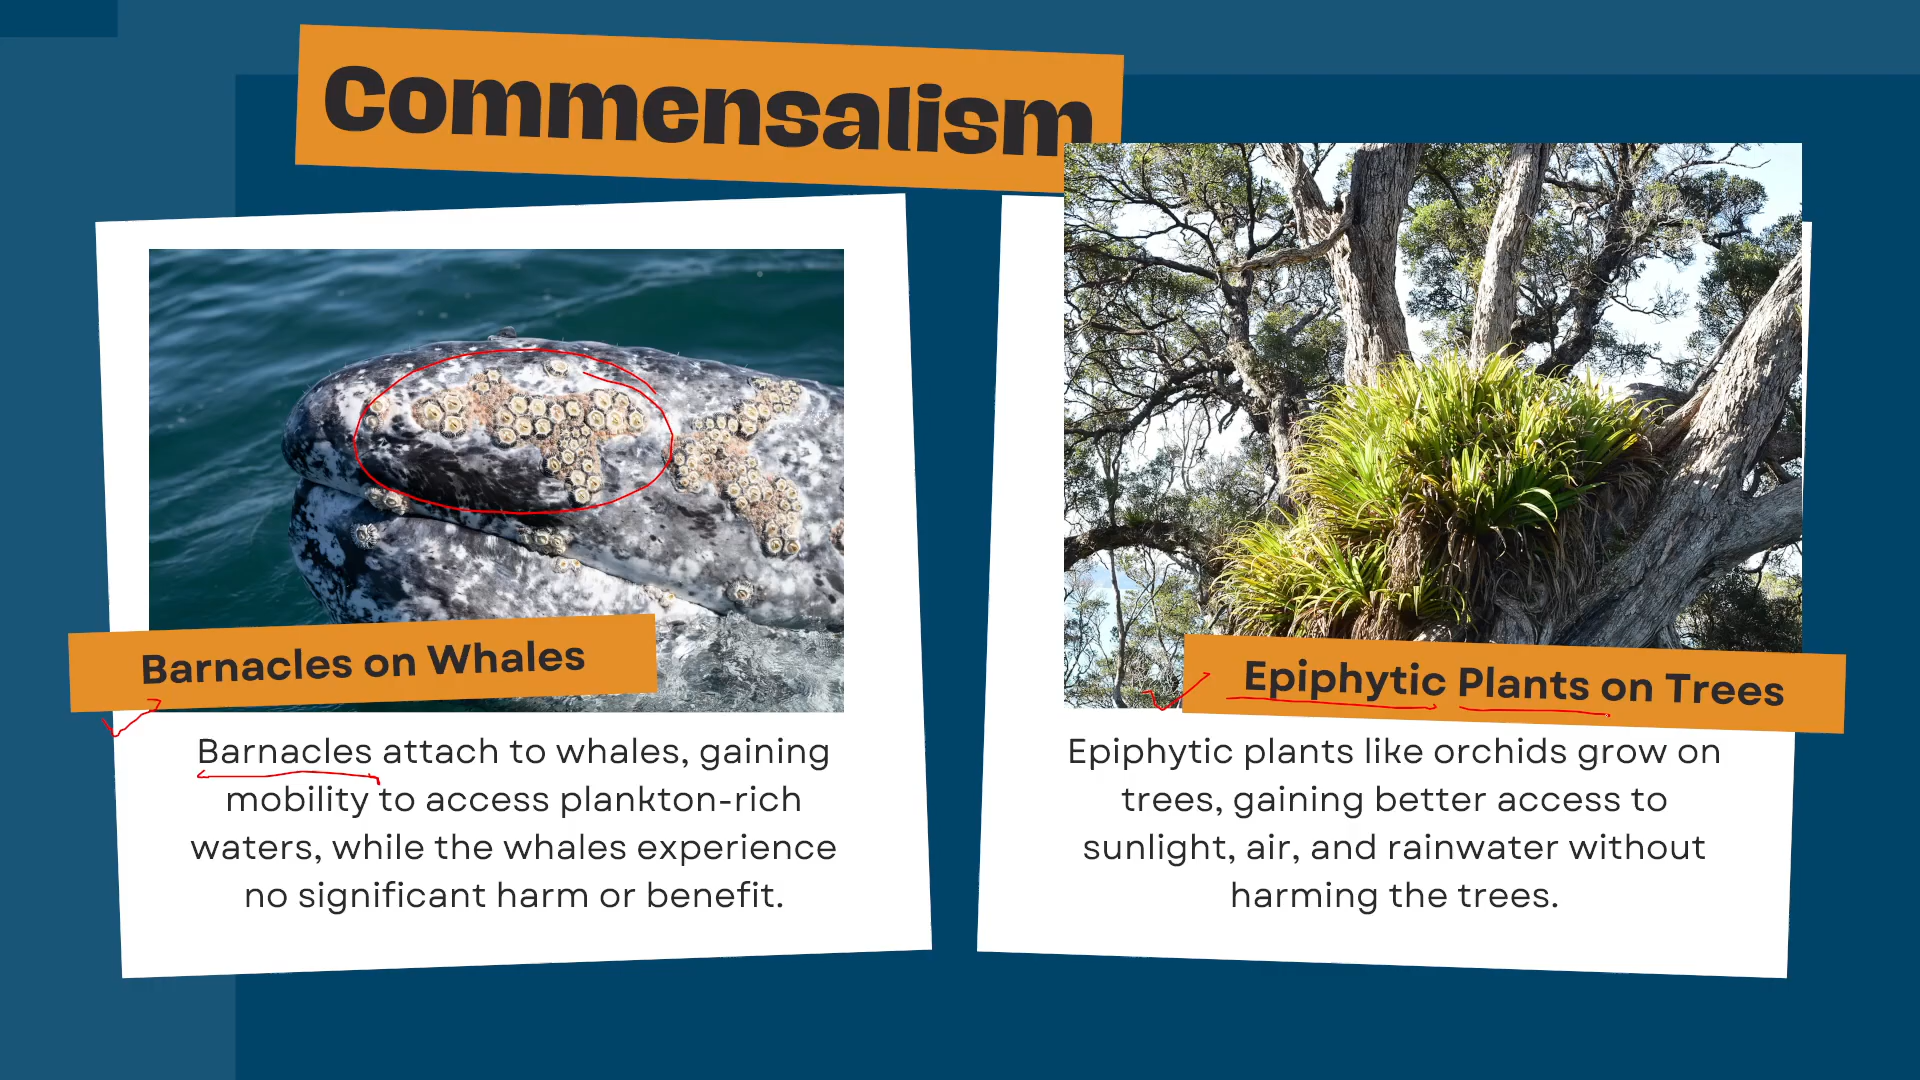 Commensalism
Barnacles on Whales
Barnacles attach to whales, gaining
mobility to access plankton-rich
waters, while the whales experience
no significant harm or benefit.
Epiphytic Plants on Trees
Epiphytic plants like orchids grow on
trees, gaining better access to
sunlight, air, and rainwater without
harming the trees.